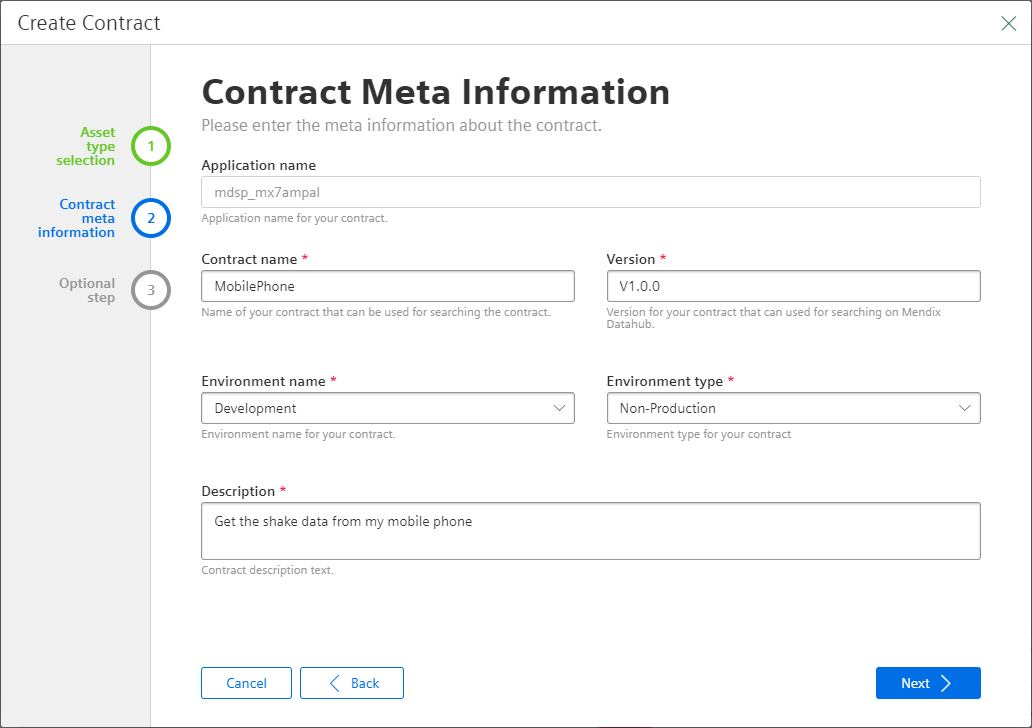 Create Contract
Asset
type
selection
1
Contract
meta
information
2
Optional
step
3
Contract Meta Information
Please enter the meta information about the contract.
Application name
mdsp_mx7ampal
Application name for your contract.
Contract name *
MobilePhone
Name of your contract that can be used for searching the contract.
Version *
V1.0.0
Version for your contract that can used for searching on Mendix
Datahub.
Environment name *
Development
Environment name for your contract.
Environment type *
Non-Production
Environment type for your contract
Description *
Get the shake data from my mobile phone
Contract description text.
Cancel
Back
Next